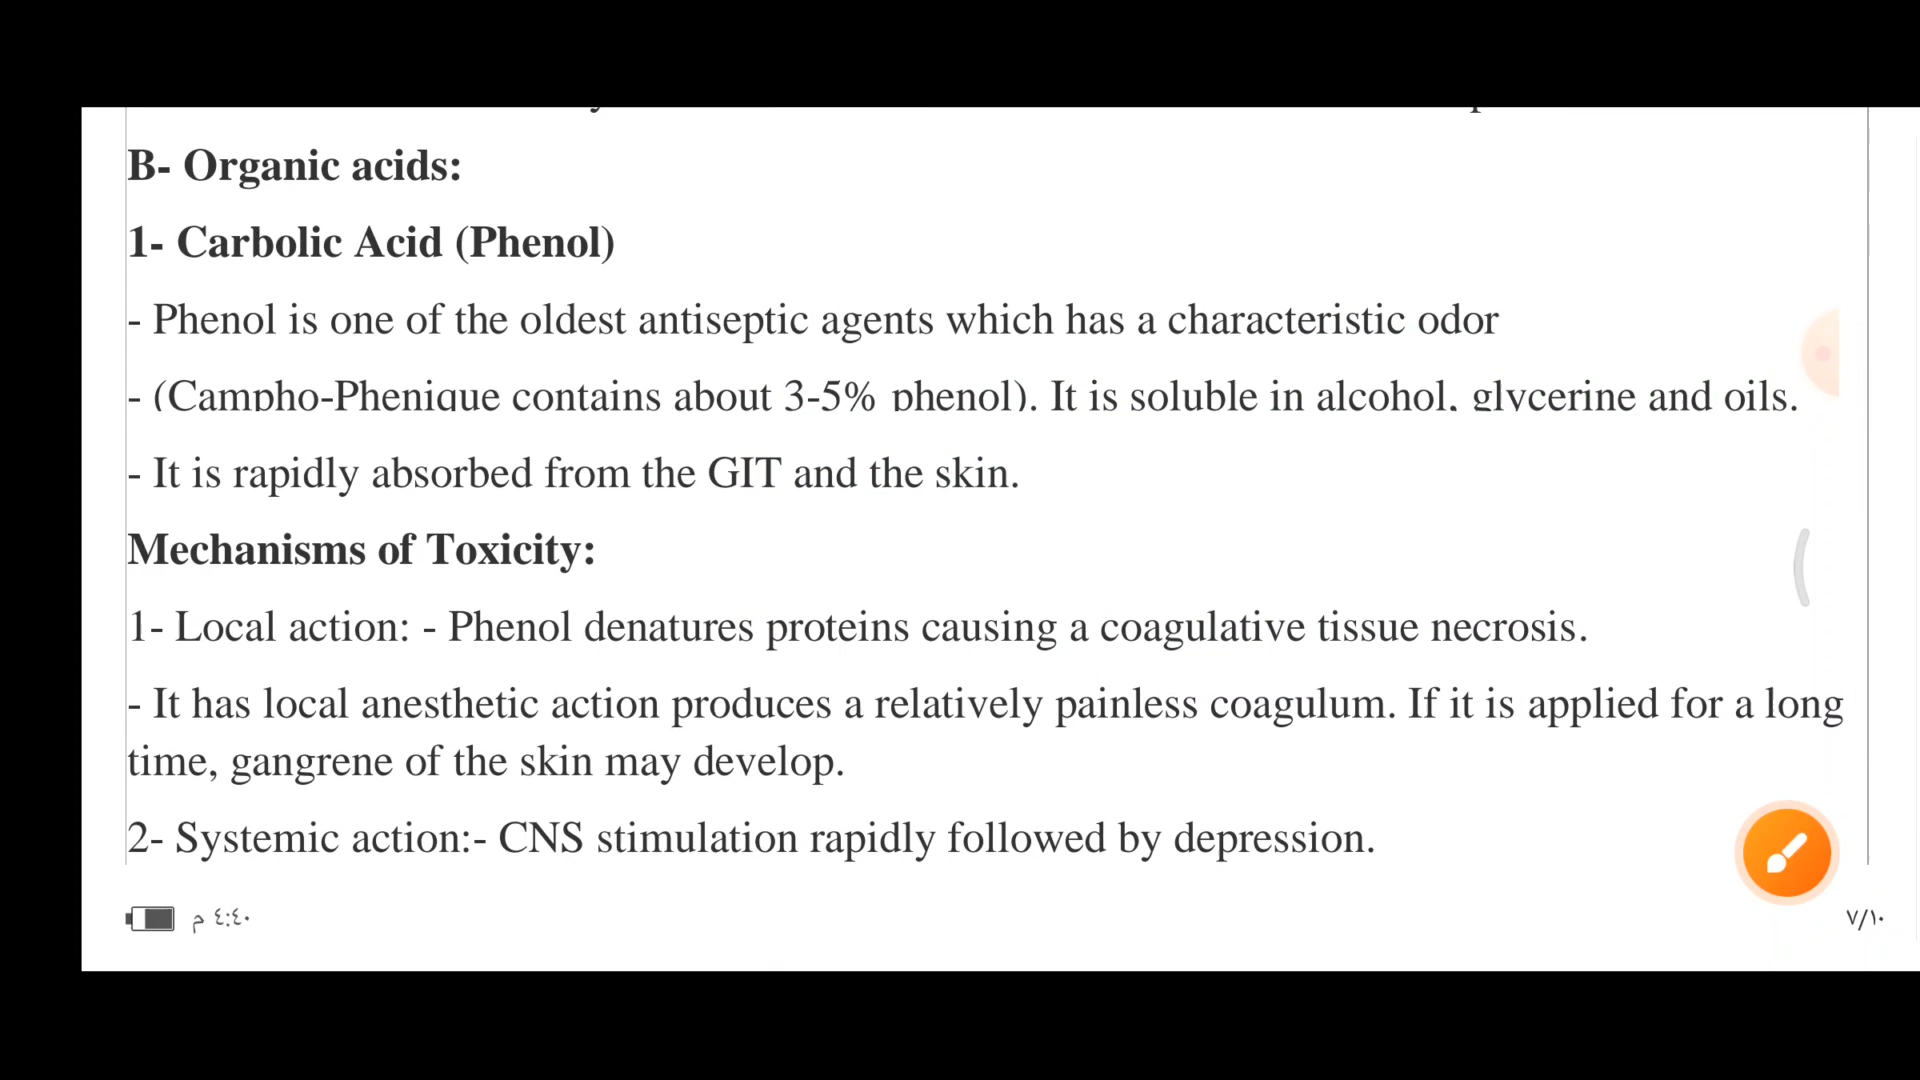 B- Organic acids:
1- Carbolic Acid (Phenol)
- Phenol is one of the oldest antiseptic agents which has a characteristic odor
- (Campho-Phenique contains about 3-5% phenol). It is soluble in alcohol, glycerine and oils.
- It is rapidly absorbed from the GIT and the skin.
Mechanisms of Toxicity:
1- Local action: - Phenol denatures proteins causing a coagulative tissue necrosis.
- It has local anesthetic action produces a relatively painless coagulum. If it is applied for a long
time, gangrene of the skin may develop.
2- Systemic action:- CNS stimulation rapidly followed by depression.
٤:٤٠ م
٧/١٠